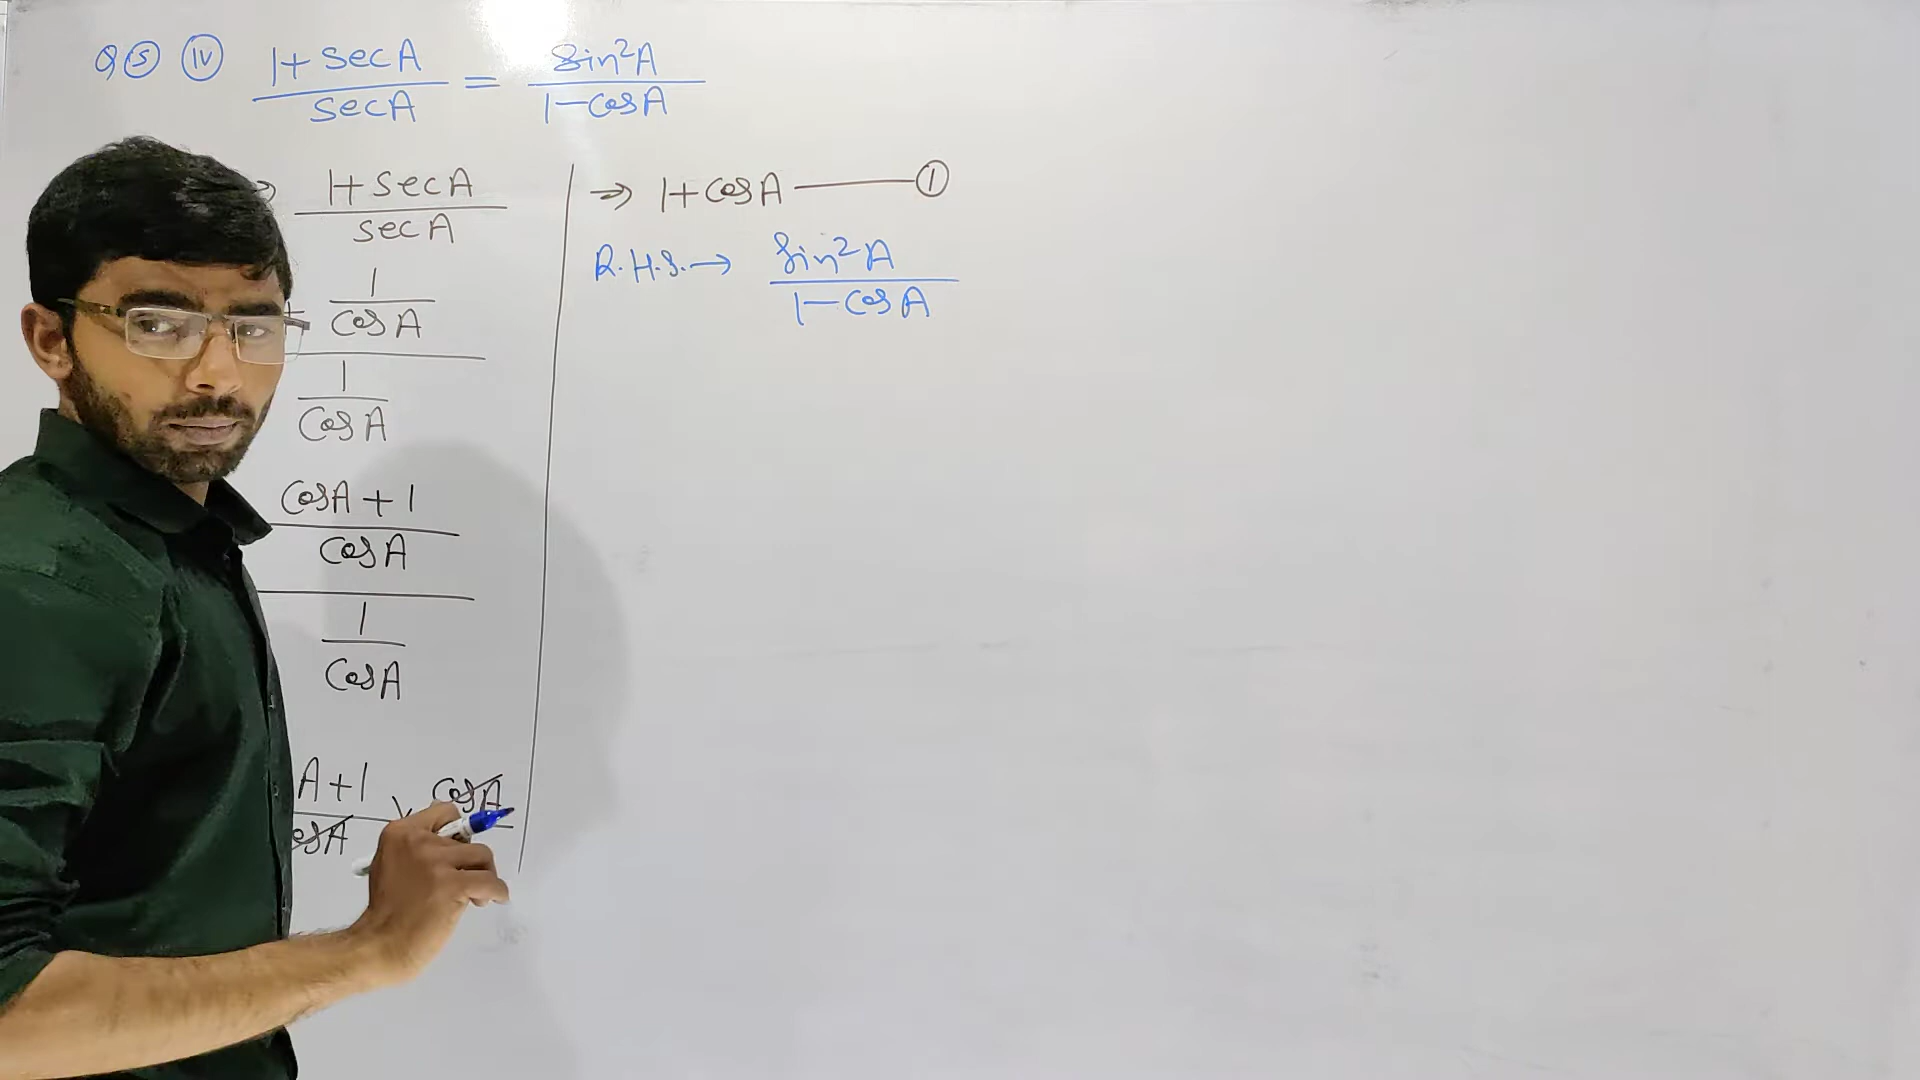 Q⑤ (iv) (1+secA)/(secA) = (sin²A)/(1-cosA)
⇒ (1+secA)/(secA)
+ 1/(cosA)
1/(cosA)
(cosA+1)/(cosA)
1/(cosA)
A+1 × cosA
osA
⇒ 1+cosA ——— ①
R.H.S. → (sin²A)/(1-cosA)